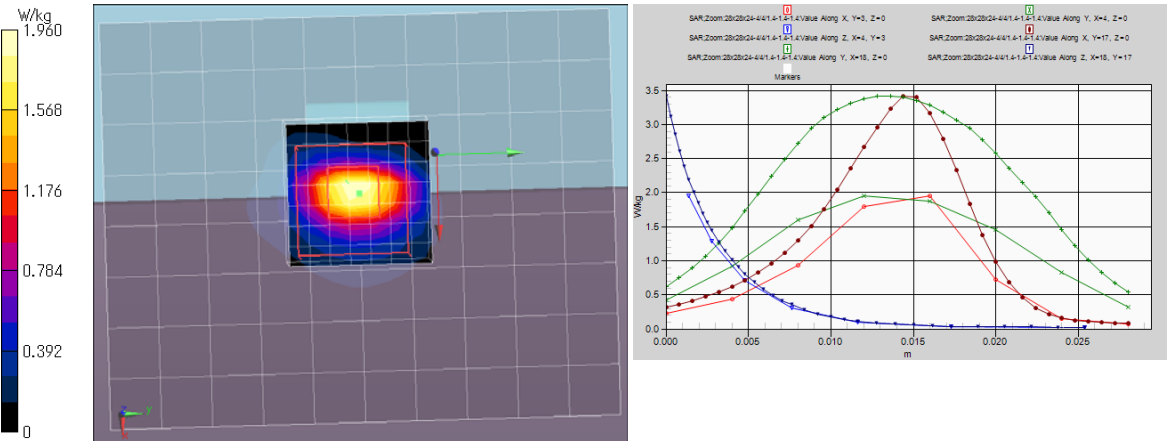 W/kg
1.960
1.568
1.176
0.784
0.392
0
y
SAR;Zoom:28x28x24-4/4/1.4-1.4-1.4:Value Along X, Y=3, Z=0
SAR;Zoom:28x28x24-4/4/1.4-1.4-1.4:Value Along Y, X=4, Z=0
SAR;Zoom:28x28x24-4/4/1.4-1.4-1.4:Value Along Z, X=4, Y=3
SAR;Zoom:28x28x24-4/4/1.4-1.4-1.4:Value Along X, Y=17, Z=0
SAR;Zoom:28x28x24-4/4/1.4-1.4-1.4:Value Along Y, X=18, Z=0
SAR;Zoom:28x28x24-4/4/1.4-1.4-1.4:Value Along Z, X=18, Y=17
Markers
3.5
3.0
2.5
2.0
1.5
1.0
0.5
0.0
W/kg
0.000 0.005 0.010 0.015 0.020 0.025
m